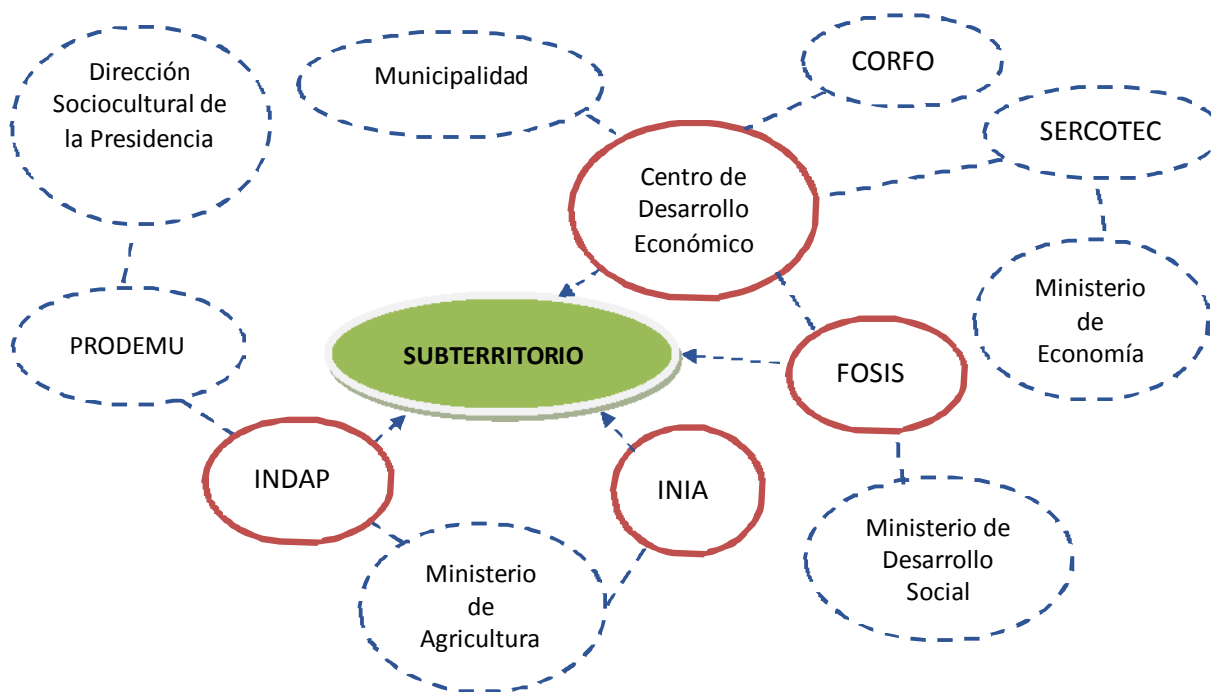 Dirección
Sociocultural de
la Presidencia
Municipalidad
CORFO
SERCOTEC
Centro de
Desarrollo
Económico
Ministerio
de
Economía
PRODEMU
SUBTERRITORIO
FOSIS
INDAP
INIA
Ministerio de
Desarrollo
Social
Ministerio
de
Agricultura